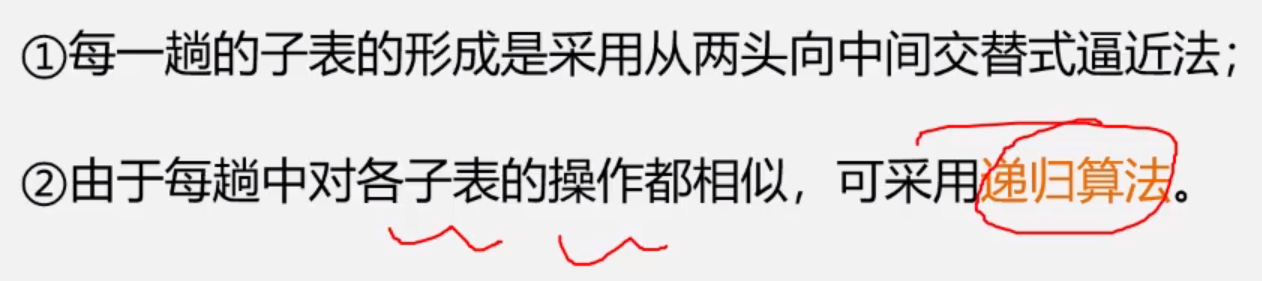 ①每一趟的子表的形成是采用从两头向中间交替式逼近法；
②由于每趟中对各子表的操作都相似，可采用递归算法。